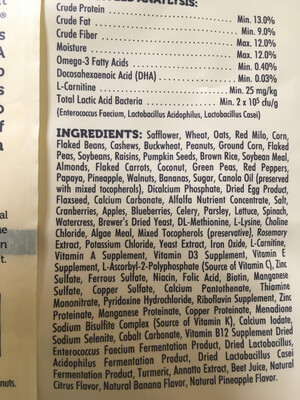 Crude Protein Min. 13.0%
Crude Fat Min. 9.0%
Crude Fiber Max. 12.0%
Moisture Max. 12.0%
Omega-3 Fatty Acids Min. 0.40%
Docosahexaenoic Acid (DHA) Min. 0.03%
L-Carnitine Min. 25 mg/kg
Total Lactic Acid Bacteria Min. 2 x 10⁵ cfu/g
(Enterococcus Faecium, Lactobacillus Acidophilus, Lactobacillus Casei)
INGREDIENTS: Safflower, Wheat, Oats, Red Milo, Corn,
Flaked Beans, Cashews, Buckwheat, Peanuts, Ground Corn, Flaked
Peas, Soybeans, Raisins, Pumpkin Seeds, Brown Rice, Soybean Meal,
Almonds, Flaked Carrots, Coconut, Green Peas, Red Peppers,
Papaya, Pineapple, Walnuts, Bananas, Sugar, Canola Oil (preserved
with mixed tocopherols), Dicalcium Phosphate, Dried Egg Product,
Flaxseed, Calcium Carbonate, Alfalfa Nutrient Concentrate, Salt,
Cranberries, Apples, Blueberries, Celery, Parsley, Lettuce, Spinach,
Watercress, Brewer's Dried Yeast, DL-Methionine, L-Lysine, Choline
Chloride, Algae Meal, Mixed Tocopherols (preservative), Rosemary
Extract, Potassium Chloride, Yeast Extract, Iron Oxide, L-Carnitine,
Vitamin A Supplement, Vitamin D3 Supplement, Vitamin E
Supplement, L-Ascorbyl-2-Polyphosphate (Source of Vitamin C), Zinc
Sulfate, Ferrous Sulfate, Niacin, Folic Acid, Biotin, Manganese
Sulfate, Copper Sulfate, Calcium Pantothenate, Thiamine
Mononitrate, Pyridoxine Hydrochloride, Riboflavin Supplement, Zinc
Proteinate, Manganese Proteinate, Copper Proteinate, Menadione
Sodium Bisulfite Complex (Source of Vitamin K), Calcium Iodate,
Sodium Selenite, Cobalt Carbonate, Vitamin B12 Supplement Dried
Enterococcus Faecium Fermentation Product, Dried Lactobacillus,
Acidophilus Fermentation Product, Dried Lactobacillus Casei
Fermentation Product, Turmeric, Annatto Extract, Beet Juice, Natural
Citrus Flavor, Natural Banana Flavor, Natural Pineapple Flavor.